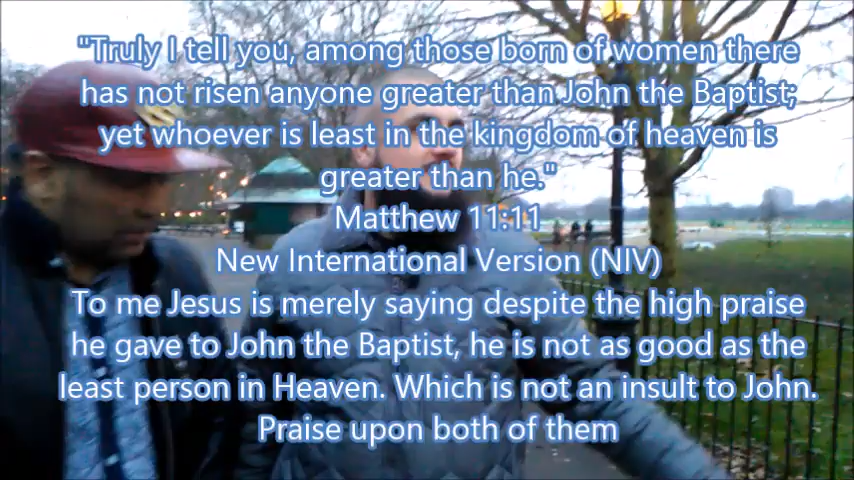 "Truly I tell you, among those born of women there
has not risen anyone greater than John the Baptist;
yet whoever is least in the kingdom of heaven is
greater than he."
Matthew 11:11
New International Version (NIV)
To me Jesus is merely saying despite the high praise
he gave to John the Baptist, he is not as good as the
least person in Heaven. Which is not an insult to John.
Praise upon both of them